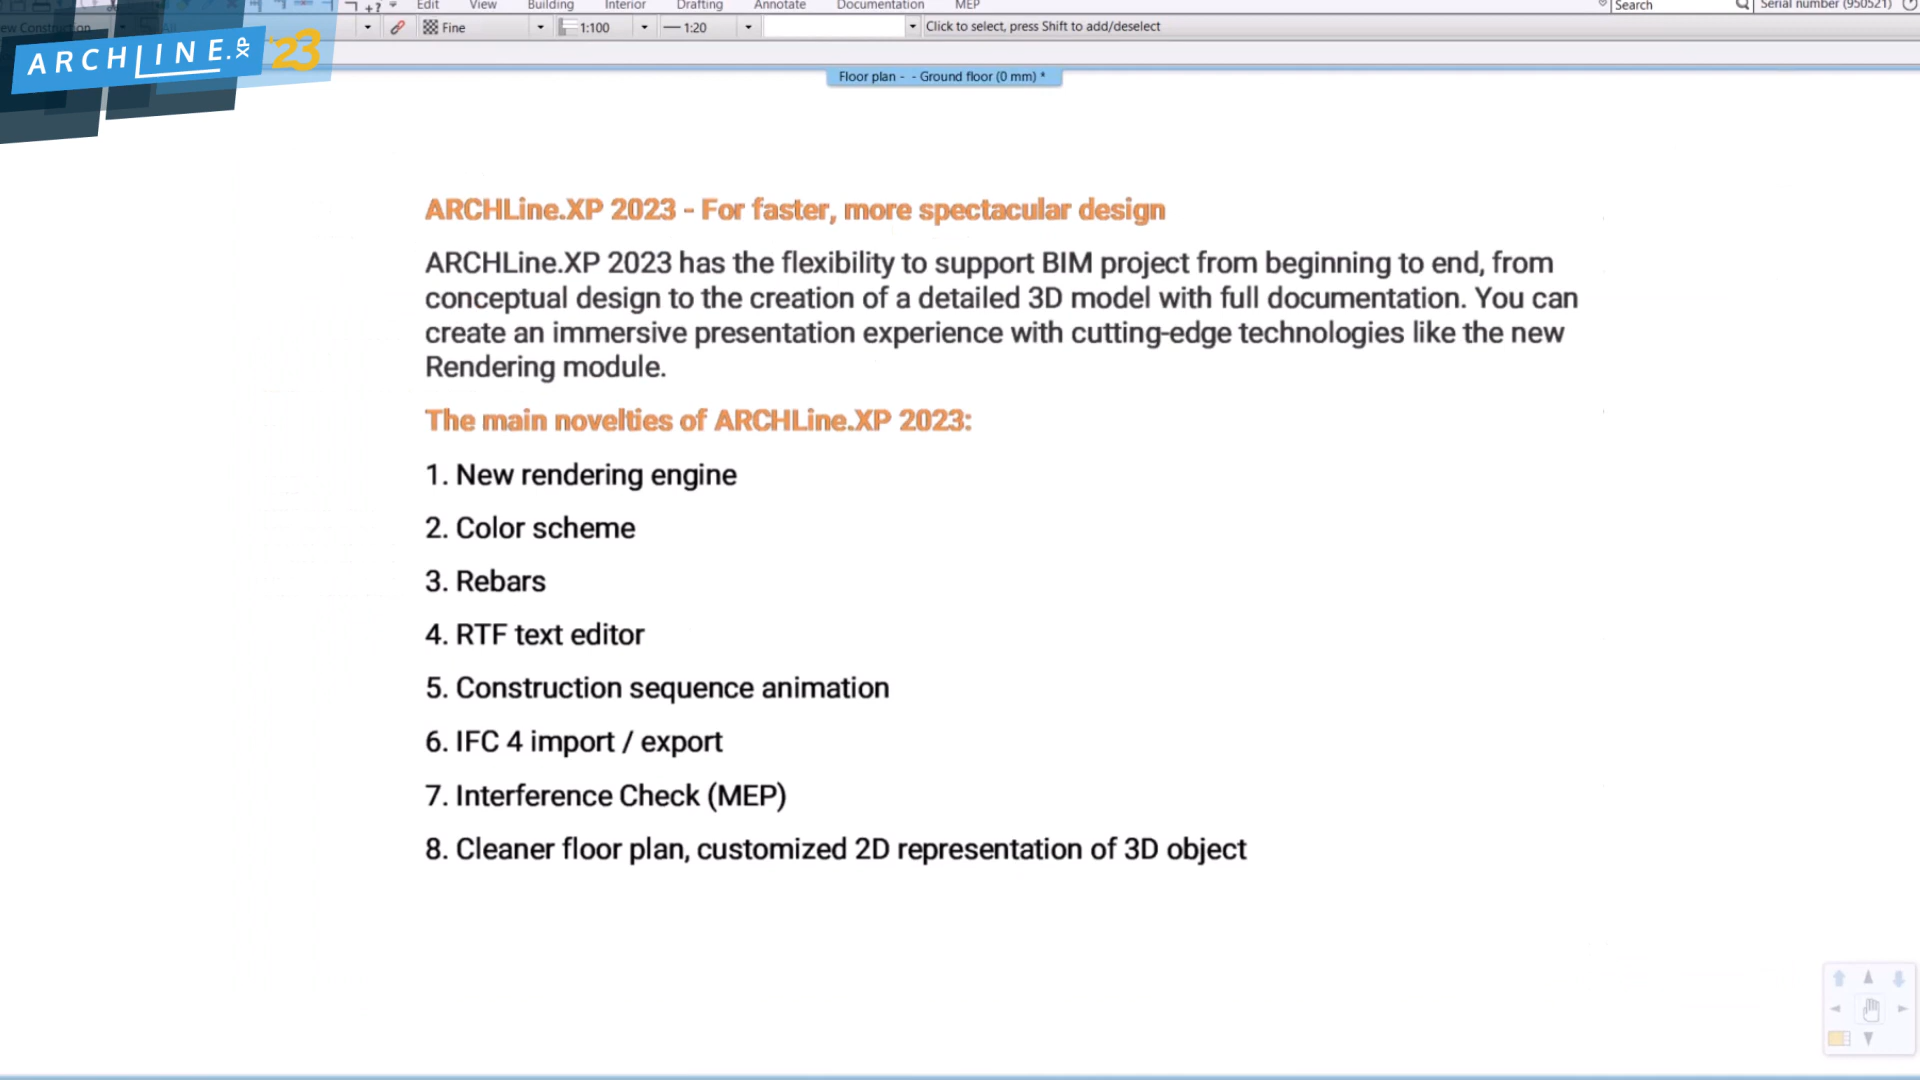 Edit View Building Interior Drafting Annotate Documentation MEP Search Serial number (950521)
Fine 1:100 1:20 Click to select, press Shift to add/deselect
ARCHLINE.XP '23
Floor plan - - Ground floor (0 mm) *
ARCHLine.XP 2023 - For faster, more spectacular design
ARCHLine.XP 2023 has the flexibility to support BIM project from beginning to end, from
conceptual design to the creation of a detailed 3D model with full documentation. You can
create an immersive presentation experience with cutting-edge technologies like the new
Rendering module.
The main novelties of ARCHLine.XP 2023:
1. New rendering engine
2. Color scheme
3. Rebars
4. RTF text editor
5. Construction sequence animation
6. IFC 4 import / export
7. Interference Check (MEP)
8. Cleaner floor plan, customized 2D representation of 3D object